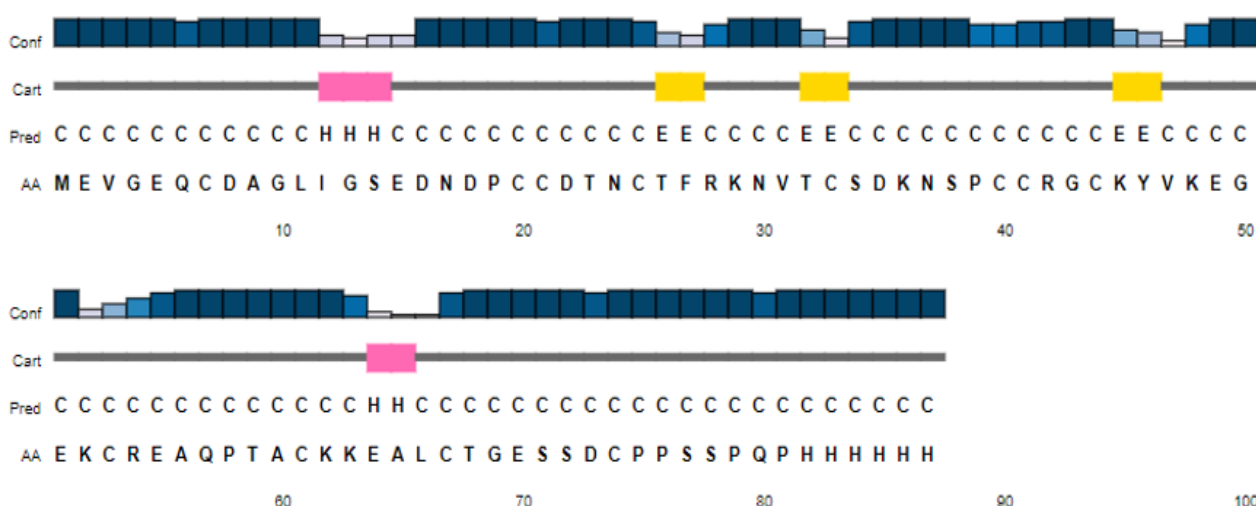 Conf
Cart
Pred C C C C C C C C C C C H H H C C C C C C C C C C C E E C C C C E E C C C C C C C C C C C E E C C C C
AA M E V G E Q C D A G L I G S E D N D P C C D T N C T F R K N V T C S D K N S P C C R G C K Y V K E G
10 20 30 40 50
Conf
Cart
Pred C C C C C C C C C C C C C H H C C C C C C C C C C C C C C C C C C C C C C
AA E K C R E A Q P T A C K K E A L C T G E S S D C P P S S P Q P H H H H H H
60 70 80 90 100